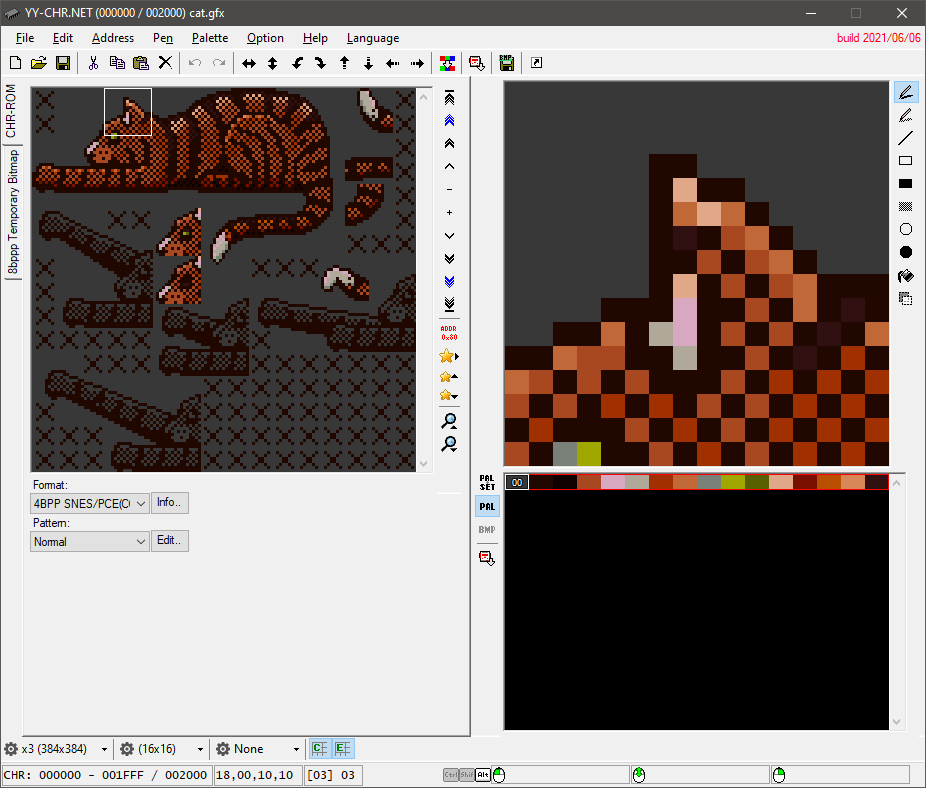 YY-CHR.NET (000000 / 002000) cat.gfx
File Edit Address Pen Palette Option Help Language build 2021/06/06
BMP
CHR-ROM
8bppp Temporary Bitmap
ADDR
0x80
PAL
SET
00
PAL
BMP
Format:
4BPP SNES/PCE(C
Info..
Pattern:
Normal
Edit..
x3 (384x384) (16x16) None C E
CHR: 000000 - 001FFF / 002000 18,00,10,10 [03] 03 Ctrl Shif Alt